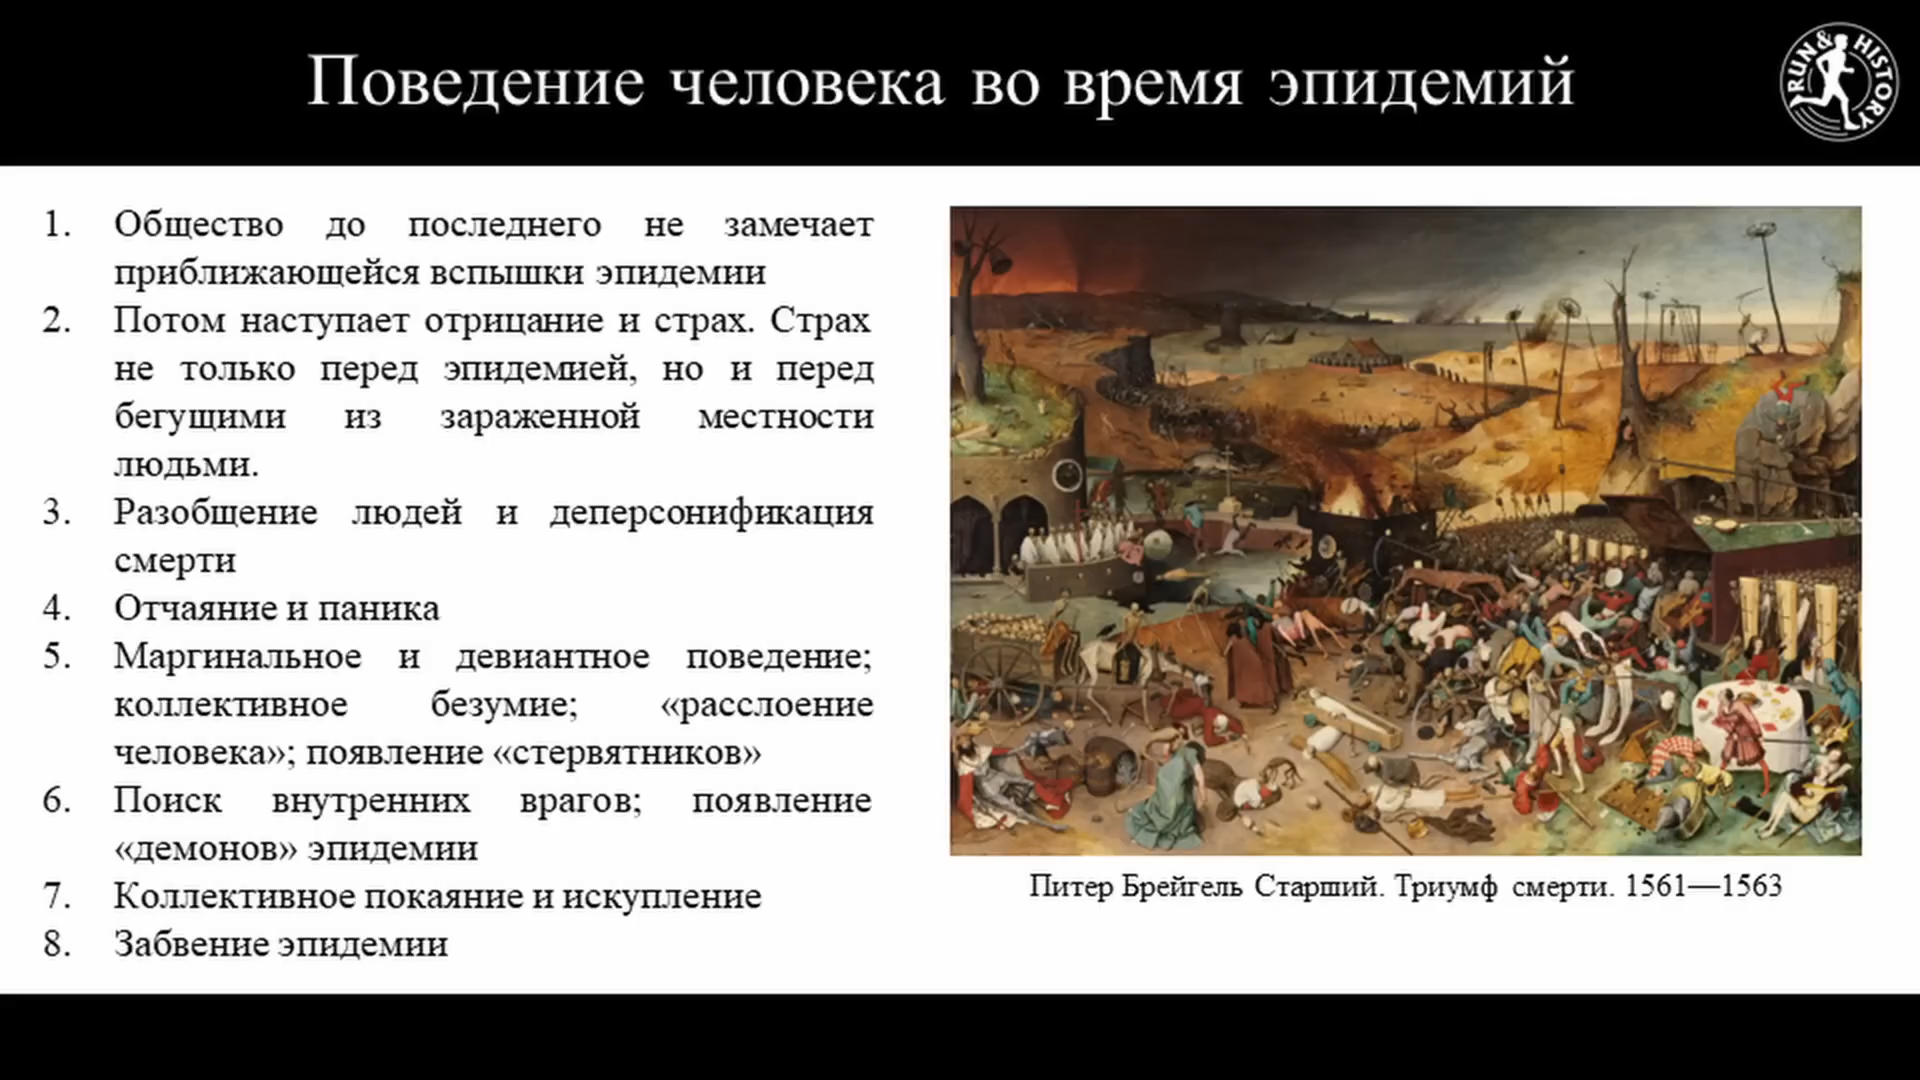 Поведение человека во время эпидемий
RUN & HISTORY
1. Общество до последнего не замечает
приближающейся вспышки эпидемии
2. Потом наступает отрицание и страх. Страх
не только перед эпидемией, но и перед
бегущими из зараженной местности
людьми.
3. Разобщение людей и деперсонификация
смерти
4. Отчаяние и паника
5. Маргинальное и девиантное поведение;
коллективное безумие; «расслоение
человека»; появление «стервятников»
6. Поиск внутренних врагов; появление
«демонов» эпидемии
7. Коллективное покаяние и искупление
8. Забвение эпидемии
Питер Брейгель Старший. Триумф смерти. 1561—1563